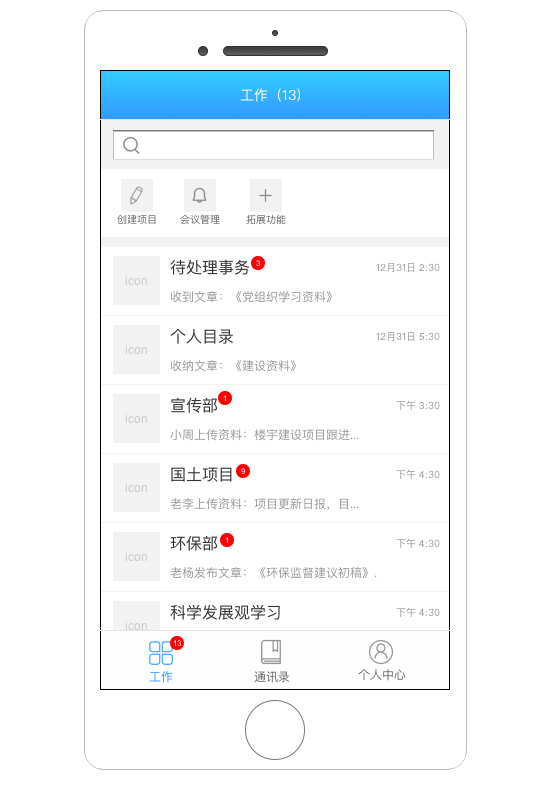 工作（13）
创建项目 会议管理 拓展功能
icon
待处理事务 3 12月31日 2:30
收到文章：《党组织学习资料》
icon
个人目录 12月31日 5:30
收纳文章：《建设资料》
icon
宣传部 1 下午 3:30
小周上传资料：楼宇建设项目跟进...
icon
国土项目 9 下午 4:30
老李上传资料：项目更新日报，目...
icon
环保部 1 下午 4:30
老杨发布文章：《环保监督建议初稿》.
icon
科学发展观学习 下午 4:30
13
工作 通讯录 个人中心